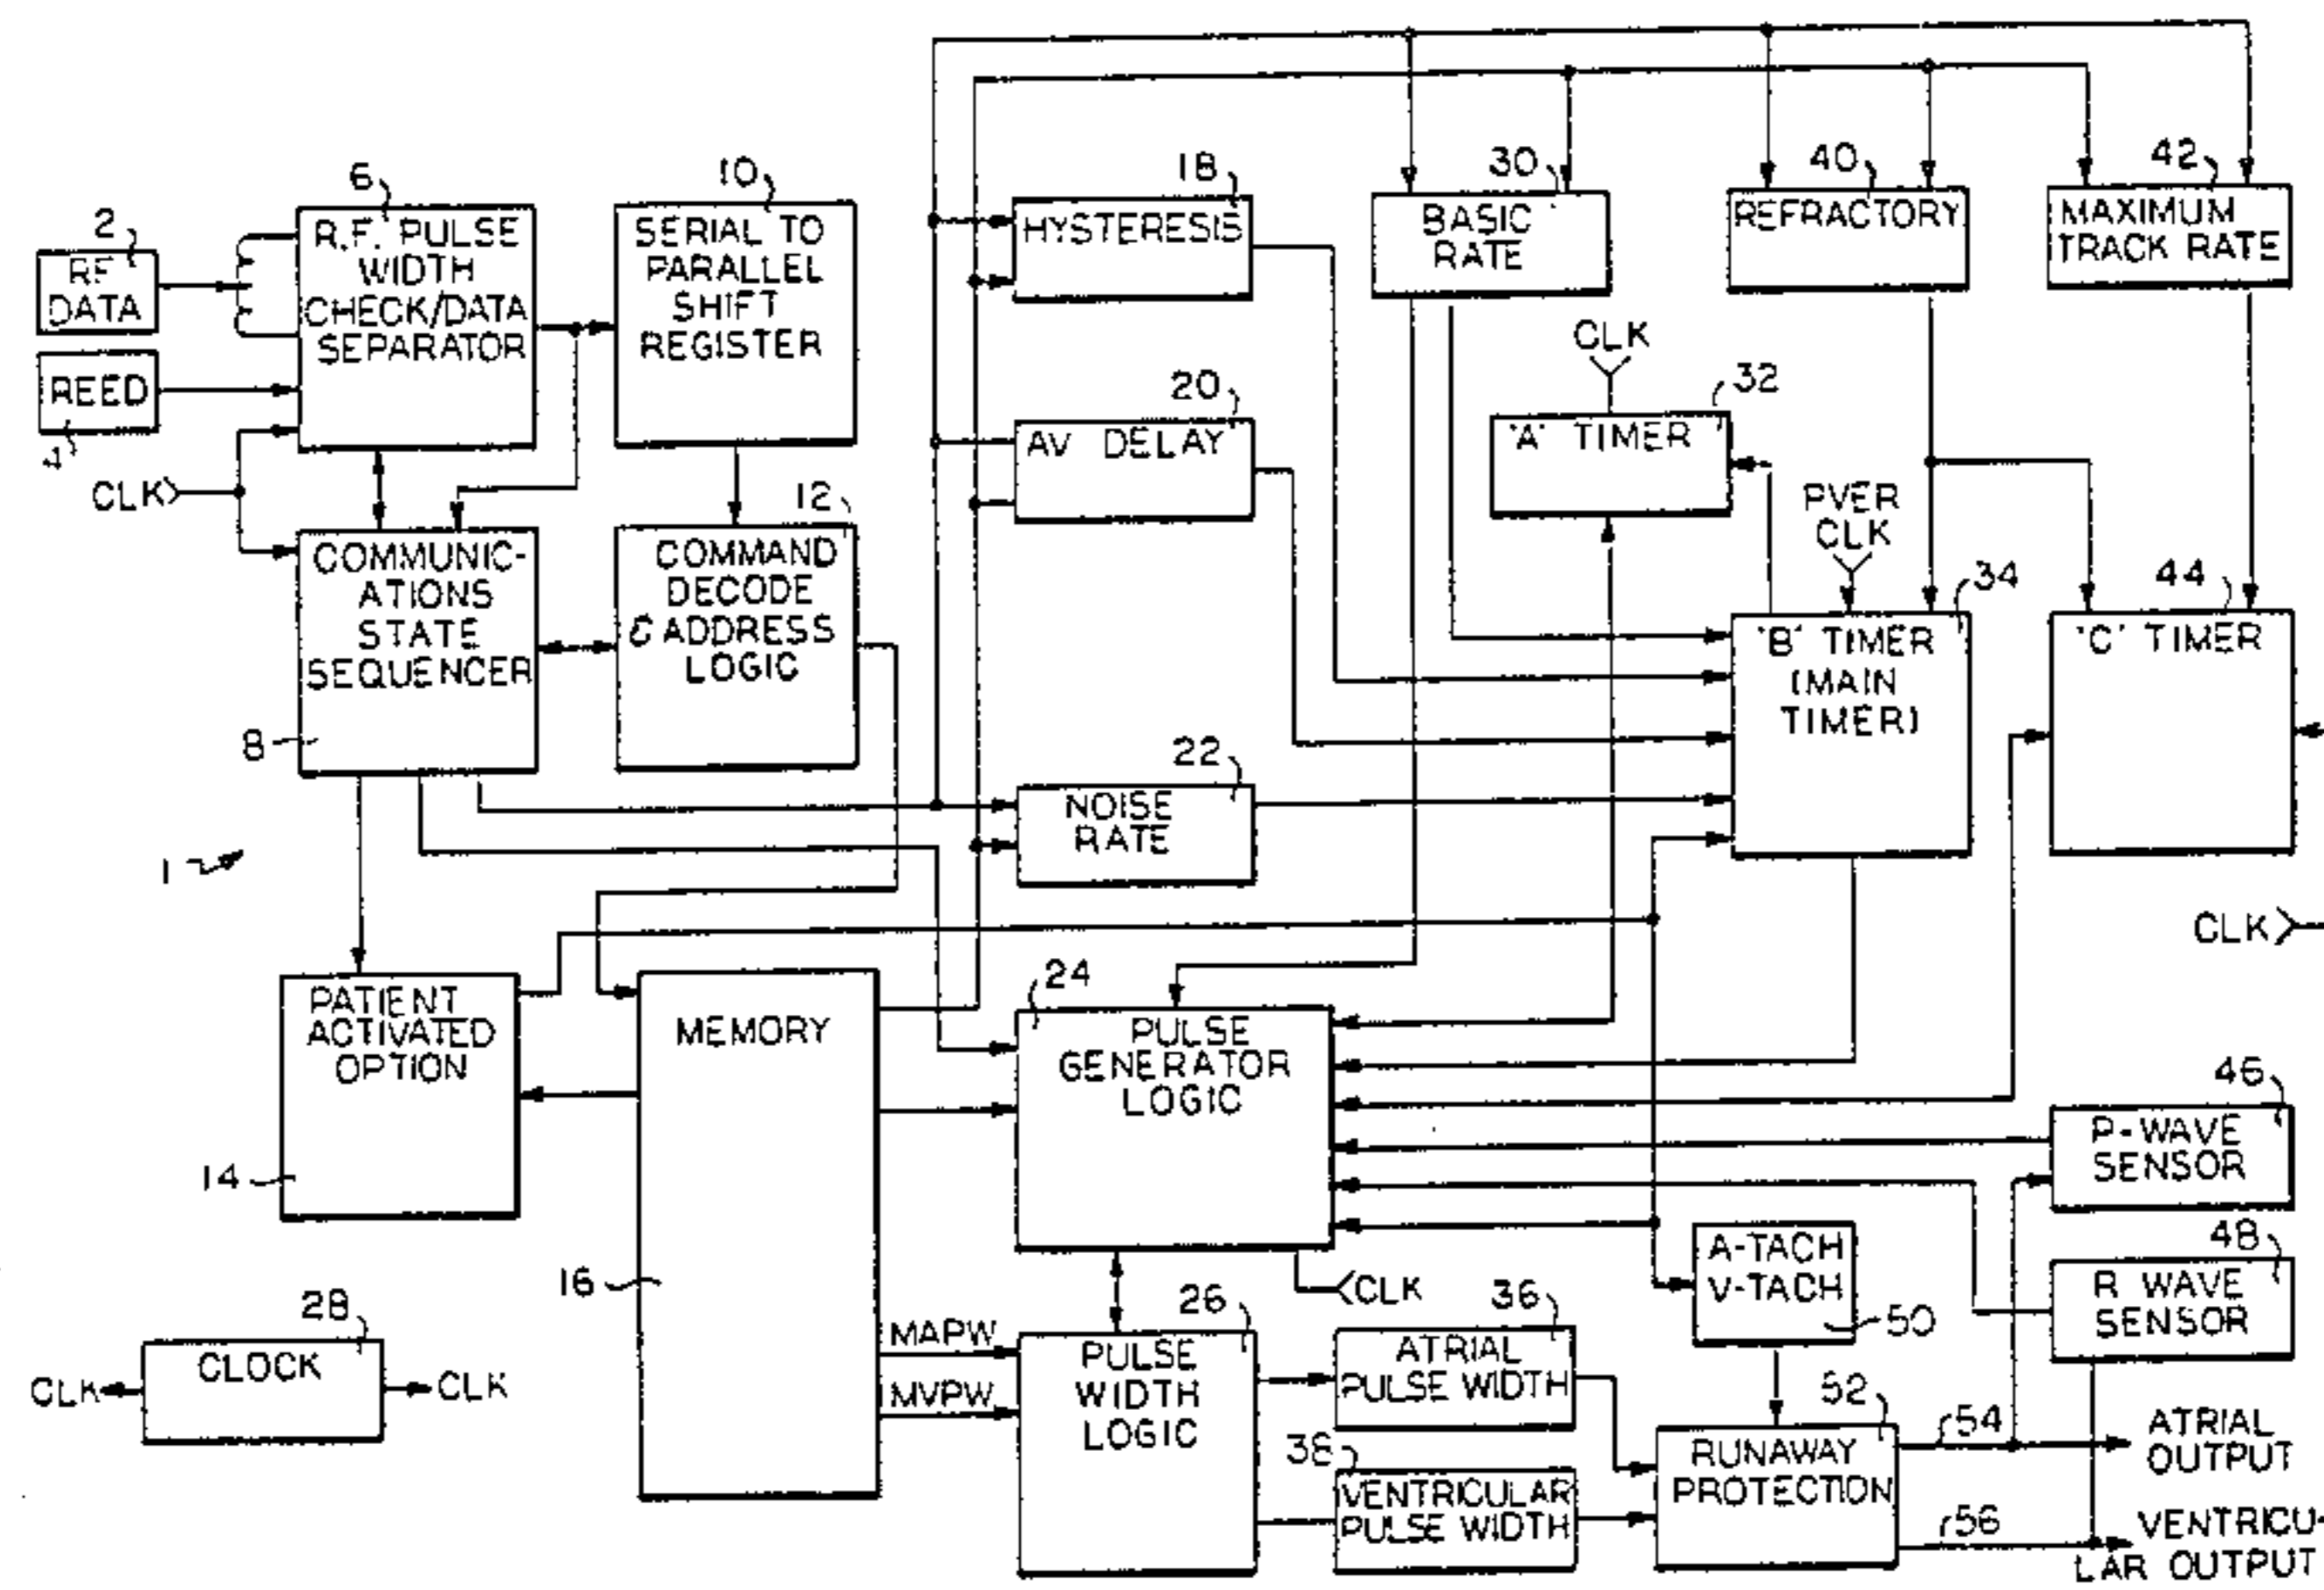 2
RF
DATA
REED
4
CLK
6
R.F. PULSE
WIDTH
CHECK/DATA
SEPARATOR
10
SERIAL TO
PARALLEL
SHIFT
REGISTER
COMMUNIC-
ATIONS
STATE
SEQUENCER
8
12
COMMAND
DECODE
& ADDRESS
LOGIC
18
HYSTERESIS
20
AV DELAY
22
NOISE
RATE
30
BASIC
RATE
40
REFRACTORY
42
MAXIMUM
TRACK RATE
CLK
32
'A' TIMER
PVER
CLK
34
'B' TIMER
(MAIN
TIMER)
44
'C' TIMER
CLK
1
PATIENT
ACTIVATED
OPTION
14
MEMORY
16
24
PULSE
GENERATOR
LOGIC
CLK
46
P-WAVE
SENSOR
48
R WAVE
SENSOR
A-TACH
V-TACH
50
28
CLOCK
CLK
CLK
MAPW
MVPW
26
PULSE
WIDTH
LOGIC
36
ATRIAL
PULSE WIDTH
38
VENTRICULAR
PULSE WIDTH
52
RUNAWAY
PROTECTION
54
ATRIAL
OUTPUT
56
VENTRICU-
LAR OUTPUT